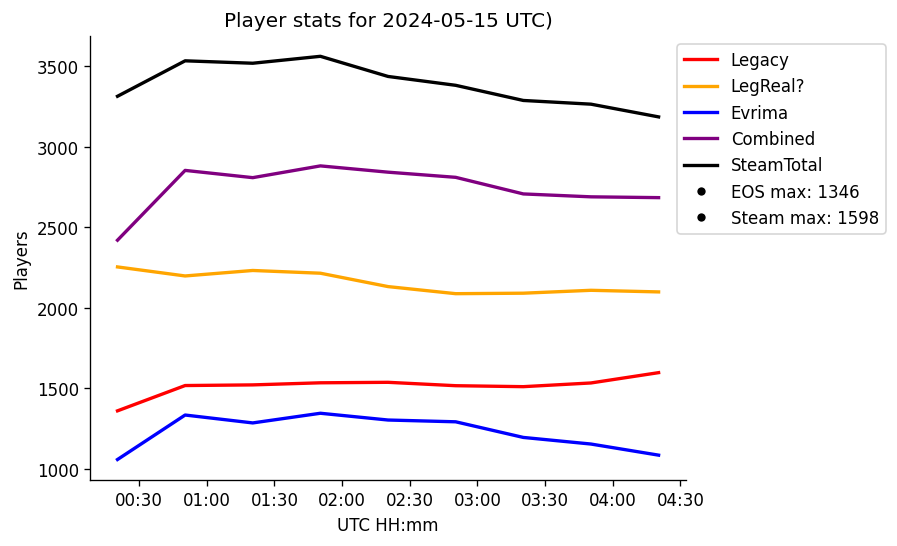 Player stats for 2024-05-15 UTC)
Legacy
LegReal?
Evrima
Combined
SteamTotal
EOS max: 1346
Steam max: 1598
Players
3500
3000
2500
2000
1500
1000
00:30 01:00 01:30 02:00 02:30 03:00 03:30 04:00 04:30
UTC HH:mm